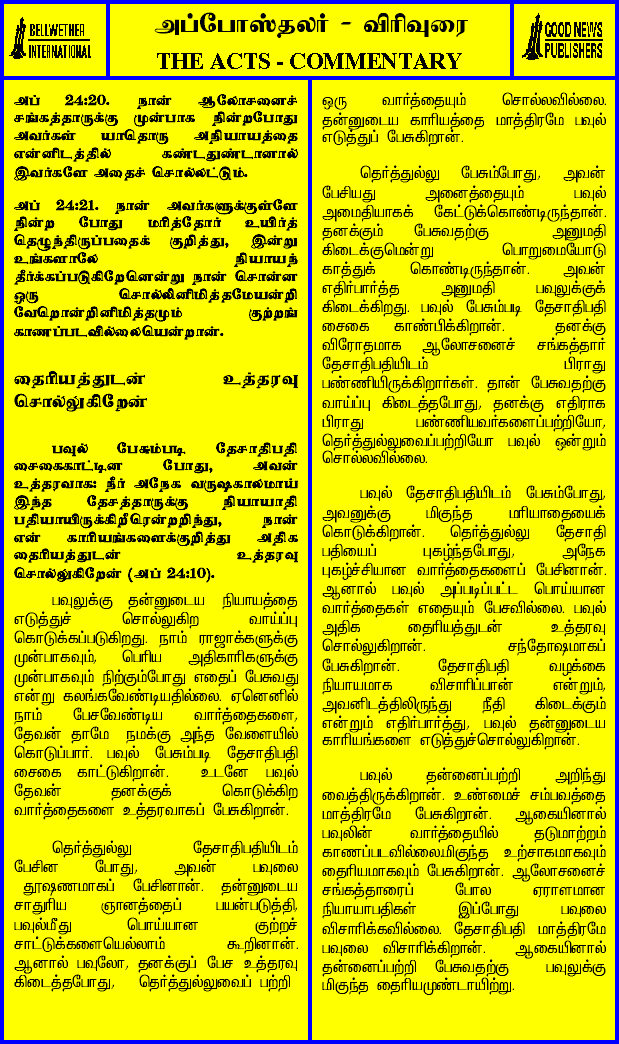 BELLWETHER
INTERNATIONAL
அப்போஸ்தலர் - விரிவுரை
THE ACTS - COMMENTARY
GOOD NEWS
PUBLISHERS
அப் 24:20. நான் ஆலோசனைச்
சங்கத்தாருக்கு முன்பாக நின்றபோது
அவர்கள் யாதொரு அநியாயத்தை
என்னிடத்தில் கண்டதுண்டானால்
இவர்களே அதைச் சொல்லட்டும்.
அப் 24:21. நான் அவர்களுக்குள்ளே
நின்ற போது மரித்தோர் உயிர்த்
தெழுந்திருப்பதைக் குறித்து, இன்று
உங்களாலே நியாயந்
தீர்க்கப்படுகிறேனென்று நான் சொன்ன
ஒரு சொல்லினிமித்தமேயன்றி
வேறொன்றினிமித்தமும் குற்றங்
காணப்படவில்லையென்றான்.
தைரியத்துடன் உத்தரவு
சொல்லுகிறேன்
பவுல் பேசும்படி தேசாதிபதி
சைகைகாட்டின போது, அவன்
உத்தரவாக: நீர் அநேக வருஷகாலமாய்
இந்த தேசத்தாருக்கு நியாயாதி
பதியாயிருக்கிறீரென்றறிந்து, நான்
என் காரியங்களைக்குறித்து அதிக
தைரியத்துடன் உத்தரவு
சொல்லுகிறேன் (அப் 24:10).
பவுலுக்கு தன்னுடைய நியாயத்தை
எடுத்துச் சொல்லுகிற வாய்ப்பு
கொடுக்கப்படுகிறது. நாம் ராஜாக்களுக்கு
முன்பாகவும், பெரிய அதிகாரிகளுக்கு
முன்பாகவும் நிற்கும்போது எதைப் பேசுவது
என்று கலங்கவேண்டியதில்லை. ஏனெனில்
நாம் பேசவேண்டிய வார்த்தைகளை,
தேவன் தாமே நமக்கு அந்த வேளையில்
கொடுப்பார். பவுல் பேசும்படி தேசாதிபதி
சைகை காட்டுகிறான். உடனே பவுல்
தேவன் தனக்குக் கொடுக்கிற
வார்த்தைகளை உத்தரவாகப் பேசுகிறான்.
தெர்த்துல்லு தேசாதிபதியிடம்
பேசின போது, அவன் பவுலை
தூஷணமாகப் பேசினான். தன்னுடைய
சாதுரிய ஞானத்தைப் பயன்படுத்தி,
பவுல்மீது பொய்யான குற்றச்
சாட்டுக்களையெல்லாம் கூறினான்.
ஆனால் பவுலோ, தனக்குப் பேச உத்தரவு
கிடைத்தபோது, தெர்த்துல்லுவைப் பற்றி
ஒரு வார்த்தையும் சொல்லவில்லை.
தன்னுடைய காரியத்தை மாத்திரமே பவுல்
எடுத்துப் பேசுகிறான்.
தெர்த்துல்லு பேசும்போது, அவன்
பேசியது அனைத்தையும் பவுல்
அமைதியாகக் கேட்டுக்கொண்டிருந்தான்.
தனக்கும் பேசுவதற்கு அனுமதி
கிடைக்குமென்று பொறுமையோடு
காத்துக் கொண்டிருந்தான். அவன்
எதிர்பார்த்த அனுமதி பவுலுக்குக்
கிடைக்கிறது. பவுல் பேசும்படி தேசாதிபதி
சைகை காண்பிக்கிறான். தனக்கு
விரோதமாக ஆலோசனைச் சங்கத்தார்
தேசாதிபதியிடம் பிராது
பண்ணியிருக்கிறார்கள். தான் பேசுவதற்கு
வாய்ப்பு கிடைத்தபோது, தனக்கு எதிராக
பிராது பண்ணியவர்களைப்பற்றியோ,
தெர்த்துல்லுவைப்பற்றியோ பவுல் ஒன்றும்
சொல்லவில்லை.
பவுல் தேசாதிபதியிடம் பேசும்போது,
அவனுக்கு மிகுந்த மரியாதையைக்
கொடுக்கிறான். தெர்த்துல்லு தேசாதி
பதியைப் புகழ்ந்தபோது, அநேக
புகழ்ச்சியான வார்த்தைகளைப் பேசினான்.
ஆனால் பவுல் அப்படிப்பட்ட பொய்யான
வார்த்தைகள் எதையும் பேசவில்லை. பவுல்
அதிக தைரியத்துடன் உத்தரவு
சொல்லுகிறான். சந்தோஷமாகப்
பேசுகிறான். தேசாதிபதி வழக்கை
நியாயமாக விசாரிப்பான் என்றும்,
அவனிடத்திலிருந்து நீதி கிடைக்கும்
என்றும் எதிர்பார்த்து, பவுல் தன்னுடைய
காரியங்களை எடுத்துச்சொல்லுகிறான்.
பவுல் தன்னைப்பற்றி அறிந்து
வைத்திருக்கிறான். உண்மைச் சம்பவத்தை
மாத்திரமே பேசுகிறான். ஆகையினால்
பவுலின் வார்த்தையில் தடுமாற்றம்
காணப்படவில்லை.மிகுந்த உற்சாகமாகவும்
தைரியமாகவும் பேசுகிறான். ஆலோசனைச்
சங்கத்தாரைப் போல ஏராளமான
நியாயாபதிகள் இப்போது பவுலை
விசாரிக்கவில்லை. தேசாதிபதி மாத்திரமே
பவுலை விசாரிக்கிறான். ஆகையினால்
தன்னைப்பற்றி பேசுவதற்கு பவுலுக்கு
மிகுந்த தைரியமுண்டாயிற்று.